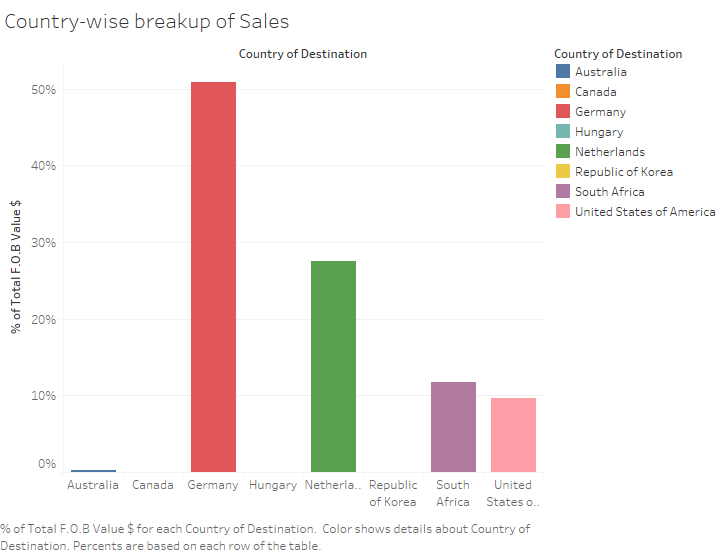 Country-wise breakup of Sales
Country of Destination
% of Total F.O.B Value $
50%
40%
30%
20%
10%
0%
Australia
Canada
Germany
Hungary
Netherla..
Republic
of Korea
South
Africa
United
States o..
Country of Destination
Australia
Canada
Germany
Hungary
Netherlands
Republic of Korea
South Africa
United States of America
% of Total F.O.B Value $ for each Country of Destination.  Color shows details about Country of
Destination. Percents are based on each row of the table.